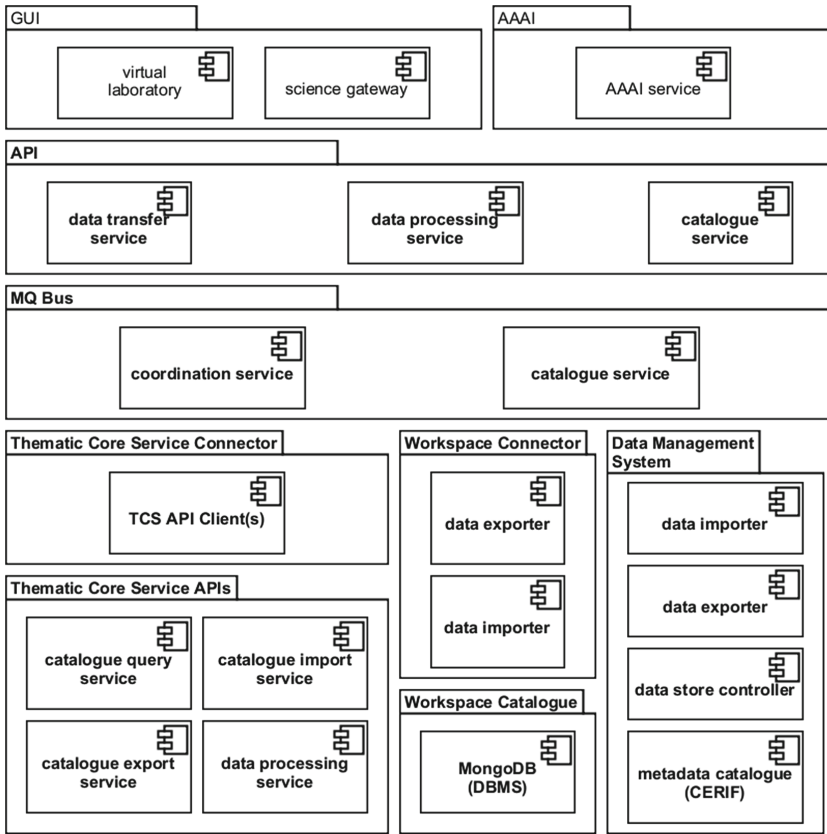 GUI
virtual
laboratory
science gateway
AAAI
AAAI service
API
data transfer
service
data processing
service
catalogue
service
MQ Bus
coordination service
catalogue service
Thematic Core Service Connector
TCS API Client(s)
Thematic Core Service APIs
catalogue query
service
catalogue import
service
catalogue export
service
data processing
service
Workspace Connector
data exporter
data importer
Workspace Catalogue
MongoDB
(DBMS)
Data Management
System
data importer
data exporter
data store controller
metadata catalogue
(CERIF)